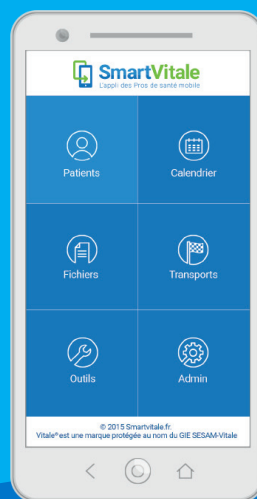 SmartVitale
L'appli des Pros de santé mobile
Patients
Calendrier
Fichiers
Transports
Outils
Admin
© 2015 Smartvitale.fr.
Vitale® est une marque protégée au nom du GIE SESAM-Vitale